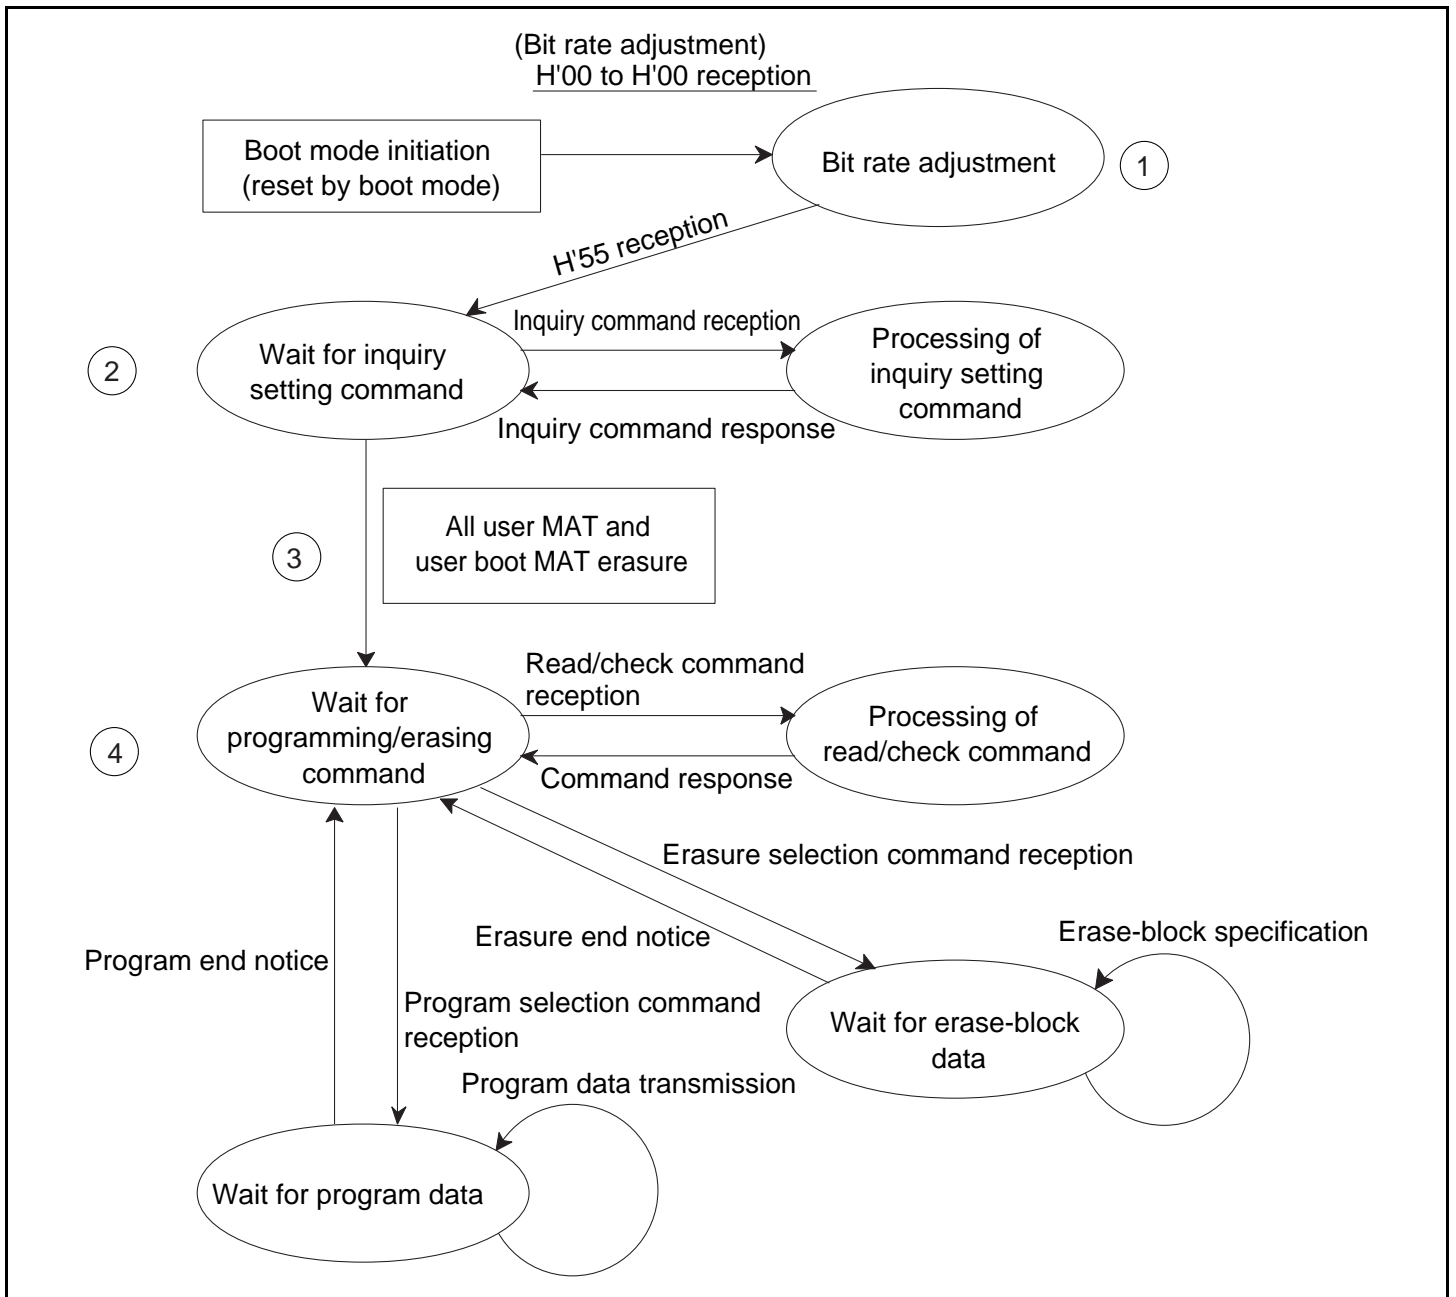 (Bit rate adjustment)
H'00 to H'00 reception
Boot mode initiation
(reset by boot mode)
Bit rate adjustment
1
H'55 reception
2
Wait for inquiry
setting command
Inquiry command reception
Inquiry command response
Processing of
inquiry setting
command
3
All user MAT and
user boot MAT erasure
4
Wait for
programming/erasing
command
Read/check command
reception
Command response
Processing of
read/check command
Erasure selection command reception
Erasure end notice
Program end notice
Program selection command
reception
Erase-block specification
Wait for erase-block
data
Program data transmission
Wait for program data